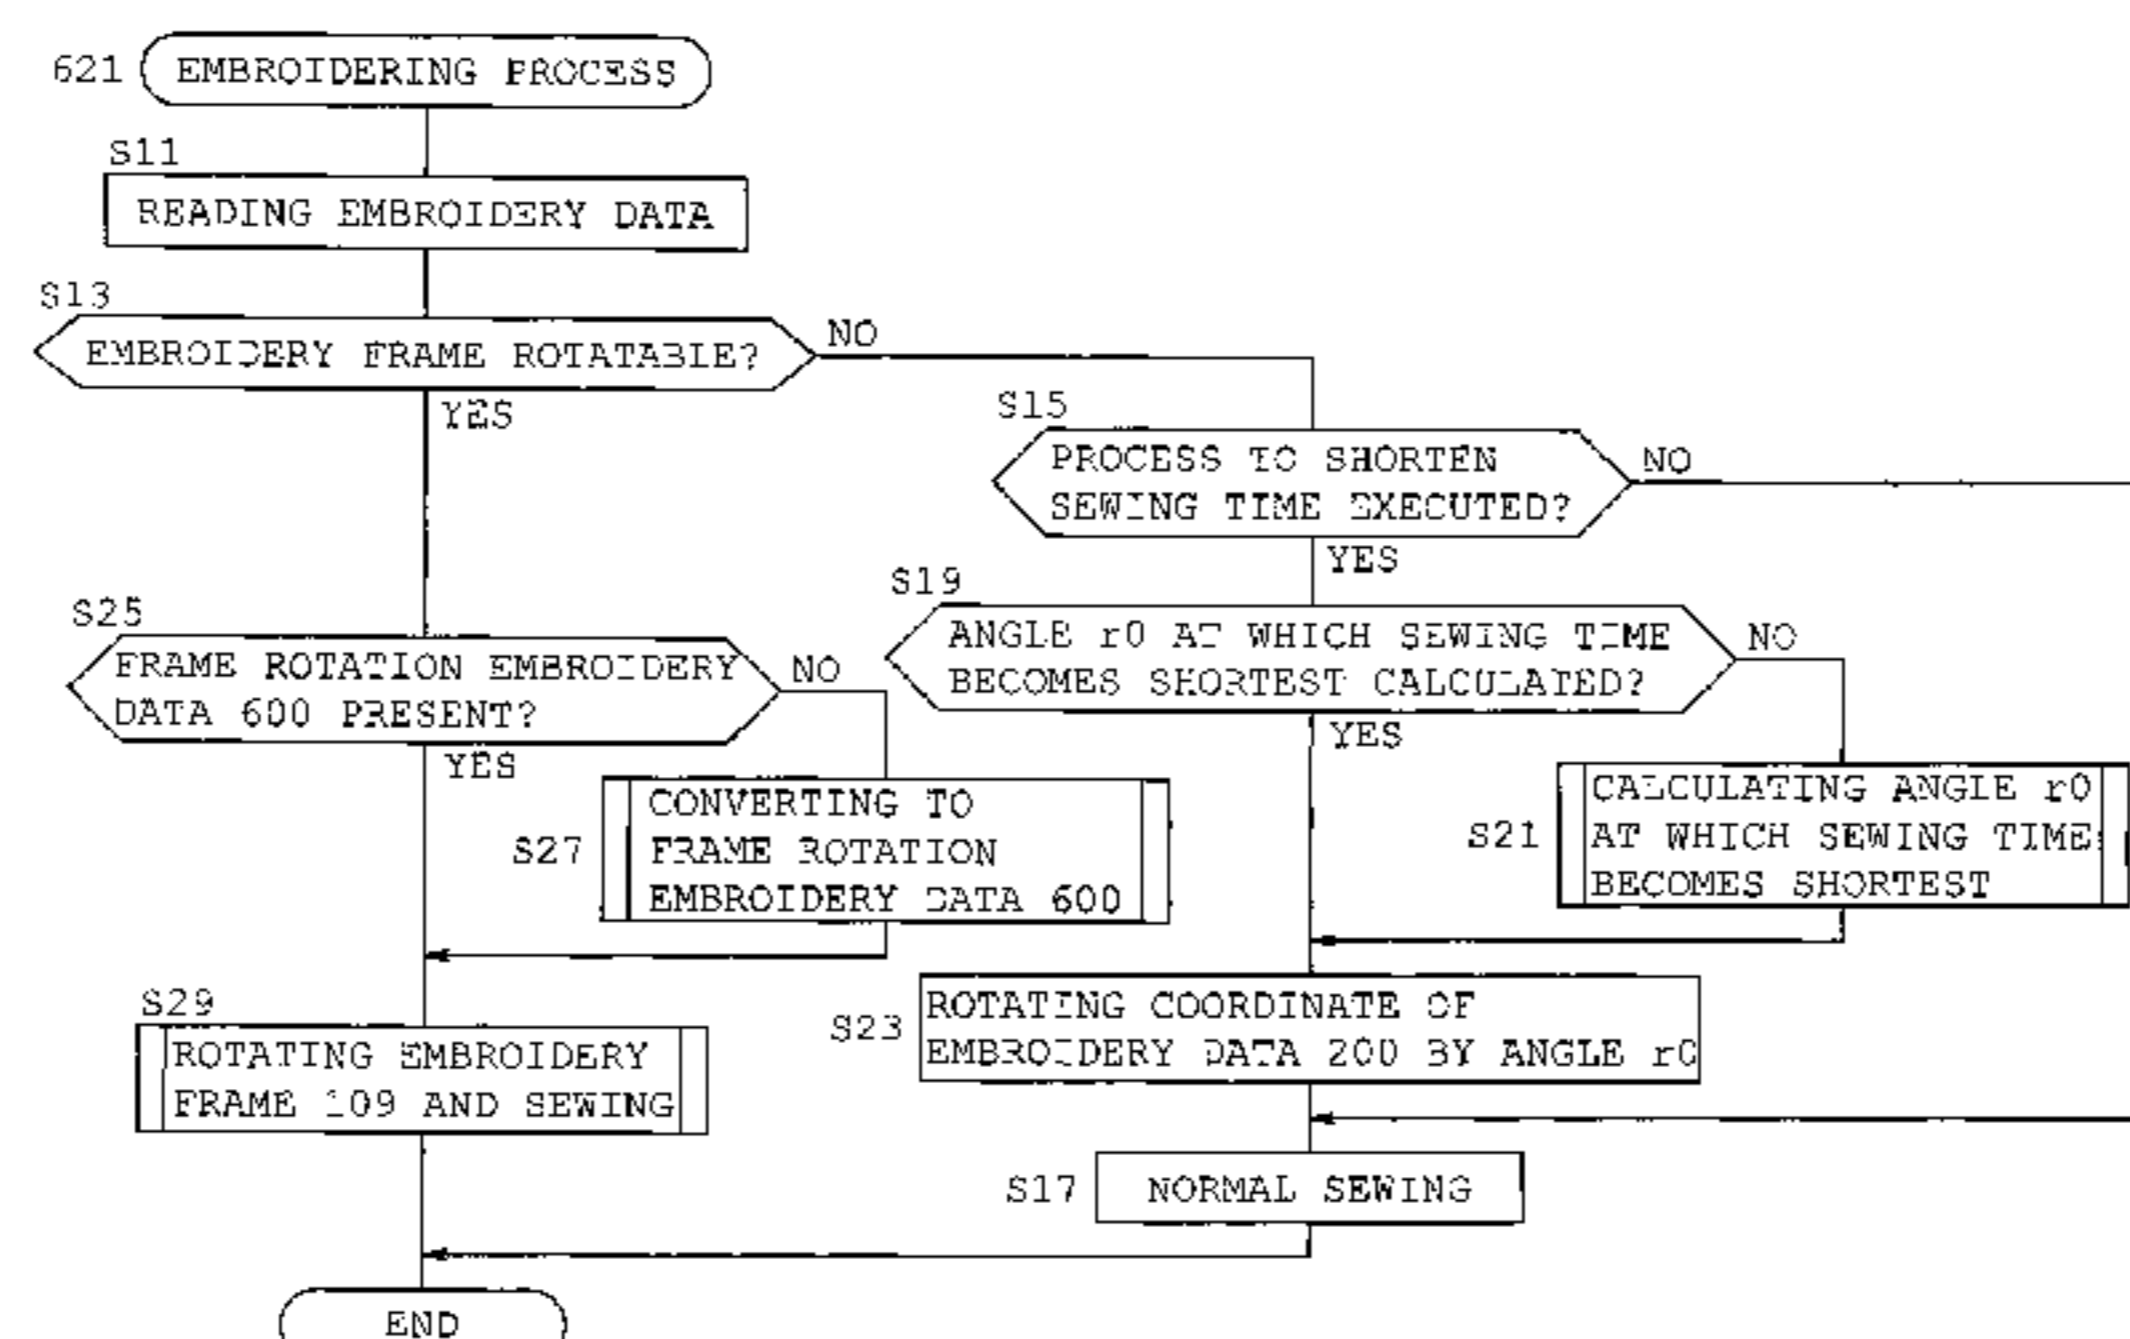 621 EMBROIDERING PROCESS
S11
READING EMBROIDERY DATA
S13
EMBROIDERY FRAME ROTATABLE?
NO
YES
S15
PROCESS TO SHORTEN
SEWING TIME EXECUTED?
NO
YES
S19
ANGLE r0 AT WHICH SEWING TIME
BECOMES SHORTEST CALCULATED?
NO
YES
S21
CALCULATING ANGLE r0
AT WHICH SEWING TIME
BECOMES SHORTEST
S25
FRAME ROTATION EMBROIDERY
DATA 600 PRESENT?
NO
YES
S27
CONVERTING TO
FRAME ROTATION
EMBROIDERY DATA 600
S23
ROTATING COORDINATE OF
EMBROIDERY DATA 200 BY ANGLE r0
S29
ROTATING EMBROIDERY
FRAME 109 AND SEWING
S17
NORMAL SEWING
END